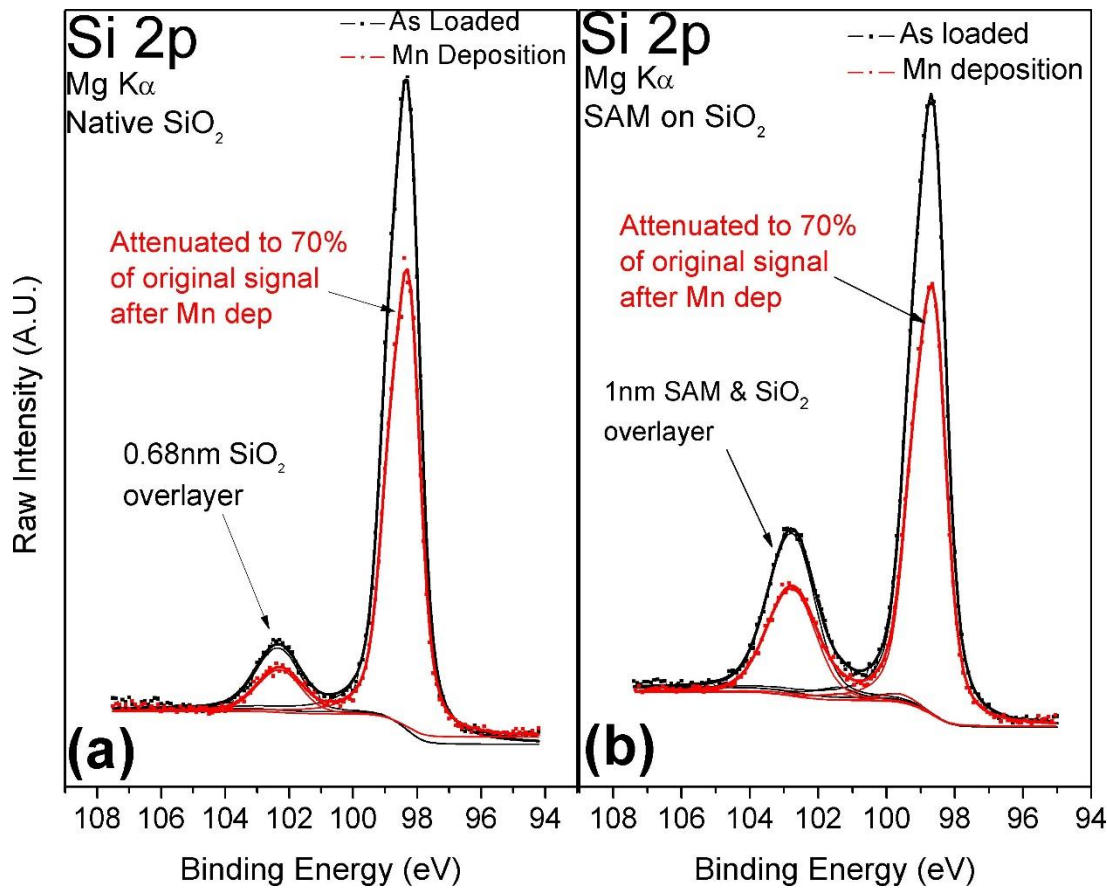 Raw Intensity (A.U.)
Si 2p
Mg Kα
Native SiO₂
As Loaded
Mn Deposition
Attenuated to 70%
of original signal
after Mn dep
0.68nm SiO₂
overlayer
(a)
108 106 104 102 100 98 96 94
Binding Energy (eV)
Si 2p
Mg Kα
SAM on SiO₂
As loaded
Mn deposition
Attenuated to 70%
of original signal
after Mn dep
1nm SAM & SiO₂
overlayer
(b)
108 106 104 102 100 98 96 94
Binding Energy (eV)